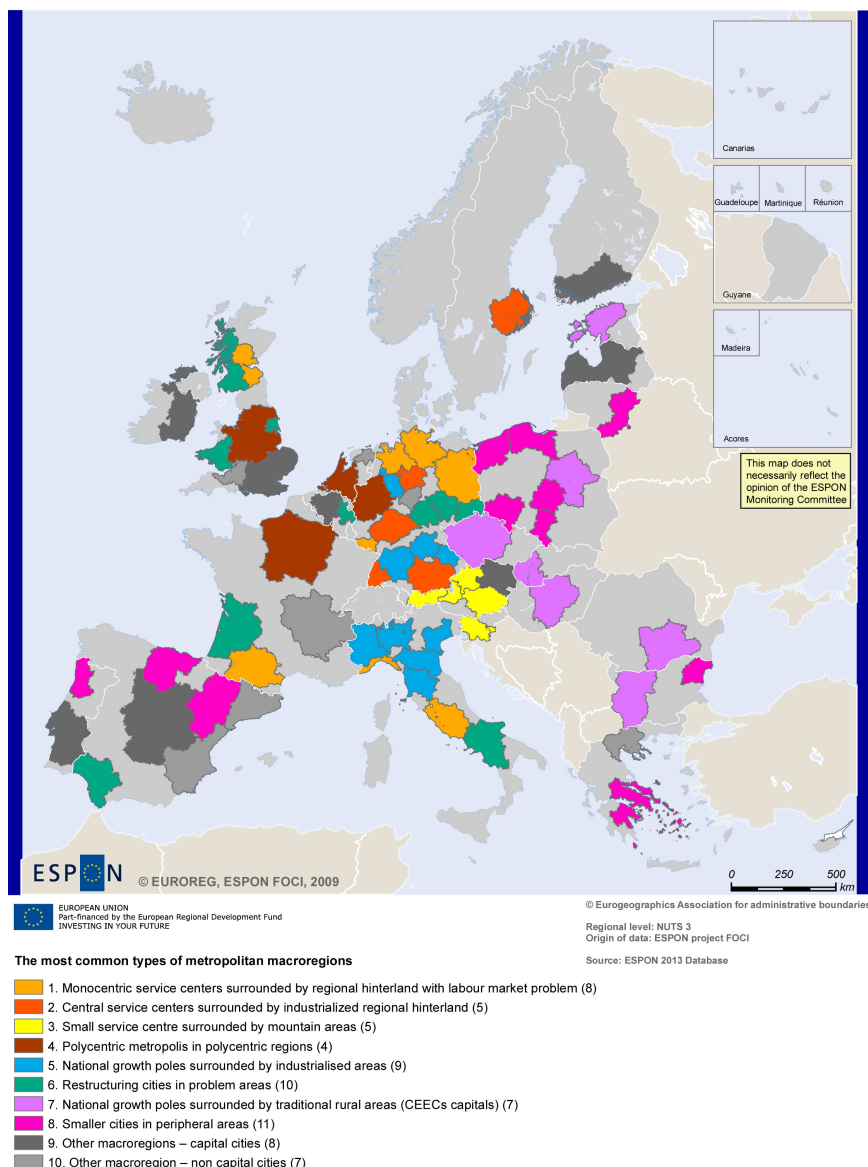 Canarias
Guadeloupe
Martinique
Réunion
Guyane
Madeira
Acores
This map does not
necessarily reflect the
opinion of the ESPON
Monitoring Committee
ESPON
© EUROREG, ESPON FOCI, 2009
0 250 500
km
EUROPEAN UNION
Part-financed by the European Regional Development Fund
INVESTING IN YOUR FUTURE
© Eurogeographics Association for administrative boundaries
Regional level: NUTS 3
Origin of data: ESPON project FOCI
Source: ESPON 2013 Database
The most common types of metropolitan macroregions
1. Monocentric service centers surrounded by regional hinterland with labour market problem (8)
2. Central service centers surrounded by industrialized regional hinterland (5)
3. Small service centre surrounded by mountain areas (5)
4. Polycentric metropolis in polycentric regions (4)
5. National growth poles surrounded by industrialised areas (9)
6. Restructuring cities in problem areas (10)
7. National growth poles surrounded by traditional rural areas (CEECs capitals) (7)
8. Smaller cities in peripheral areas (11)
9. Other macroregions – capital cities (8)
10. Other macroregion – non capital cities (7)